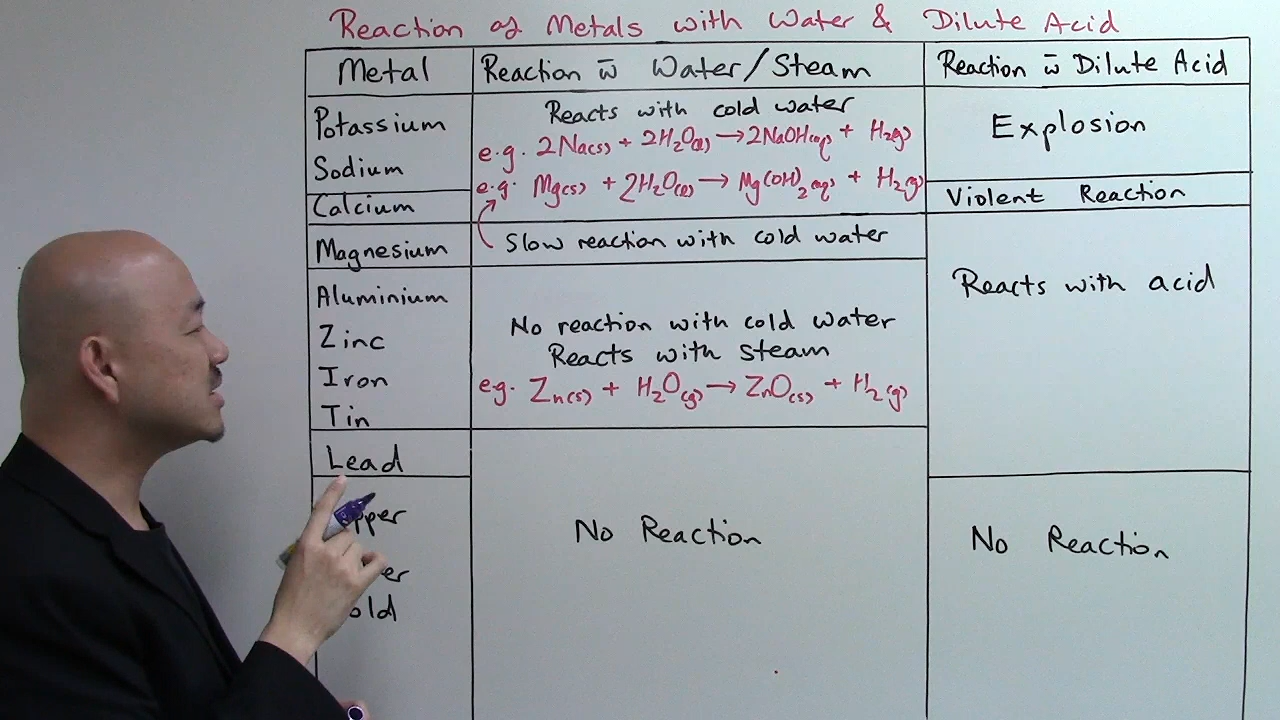 Reaction of Metals with Water & Dilute Acid
Metal
Reaction w̄ Water/Steam
Reaction w̄ Dilute Acid
Potassium
Sodium
Calcium
Magnesium
Aluminium
Zinc
Iron
Tin
Lead
Reacts with cold water
e.g. 2Na(s) + 2H₂O(l) → 2NaOH(aq) + H₂(g)
e.g. Mg(s) + 2H₂O(l) → Mg(OH)₂(aq) + H₂(g)
Slow reaction with cold water
No reaction with cold water
Reacts with steam
eg. Zn(s) + H₂O(g) → ZnO(s) + H₂(g)
No Reaction
Explosion
Violent Reaction
Reacts with acid
No Reaction